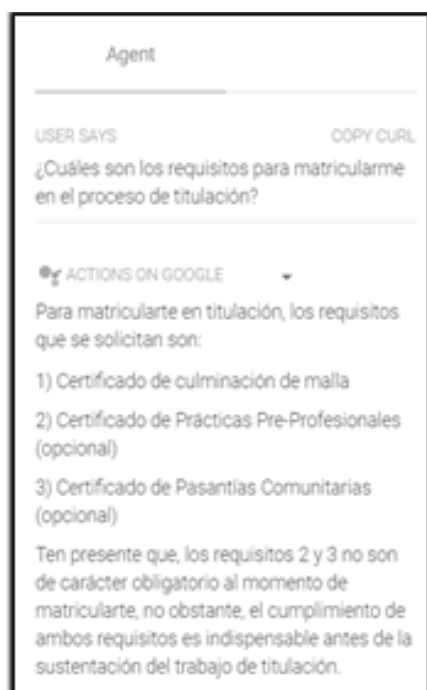 Agent
USER SAYS COPY CURL
¿Cuáles son los requisitos para matricularme
en el proceso de titulación?
ACTIONS ON GOOGLE
Para matricularte en titulación, los requisitos
que se solicitan son:
1) Certificado de culminación de malla
2) Certificado de Prácticas Pre-Profesionales
(opcional)
3) Certificado de Pasantías Comunitarias
(opcional)
Ten presente que, los requisitos 2 y 3 no son
de carácter obligatorio al momento de
matricularte, no obstante, el cumplimiento de
ambos requisitos es indispensable antes de la
sustentación del trabajo de titulación.